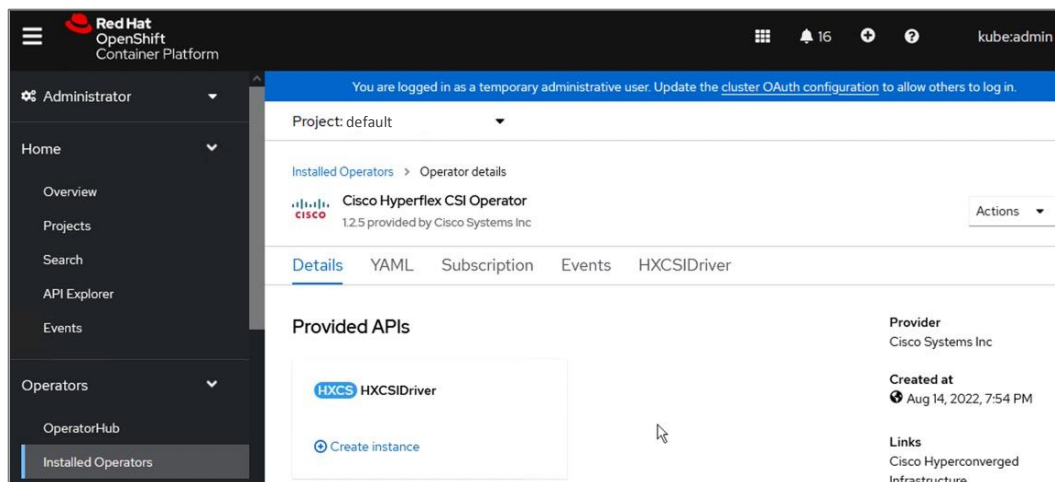 Red Hat
OpenShift
Container Platform
16
kube:admin
Administrator
You are logged in as a temporary administrative user. Update the cluster OAuth configuration to allow others to log in.
Project: default
Home
Installed Operators > Operator details
Overview
Cisco Hyperflex CSI Operator
CISCO
1.2.5 provided by Cisco Systems Inc
Actions
Projects
Search
Details YAML Subscription Events HXCSIDriver
API Explorer
Events
Provided APIs
Provider
Cisco Systems Inc
Operators
HXCS HXCSIDriver
Created at
Aug 14, 2022, 7:54 PM
OperatorHub
Create instance
Links
Installed Operators
Cisco Hyperconverged
Infrastructure